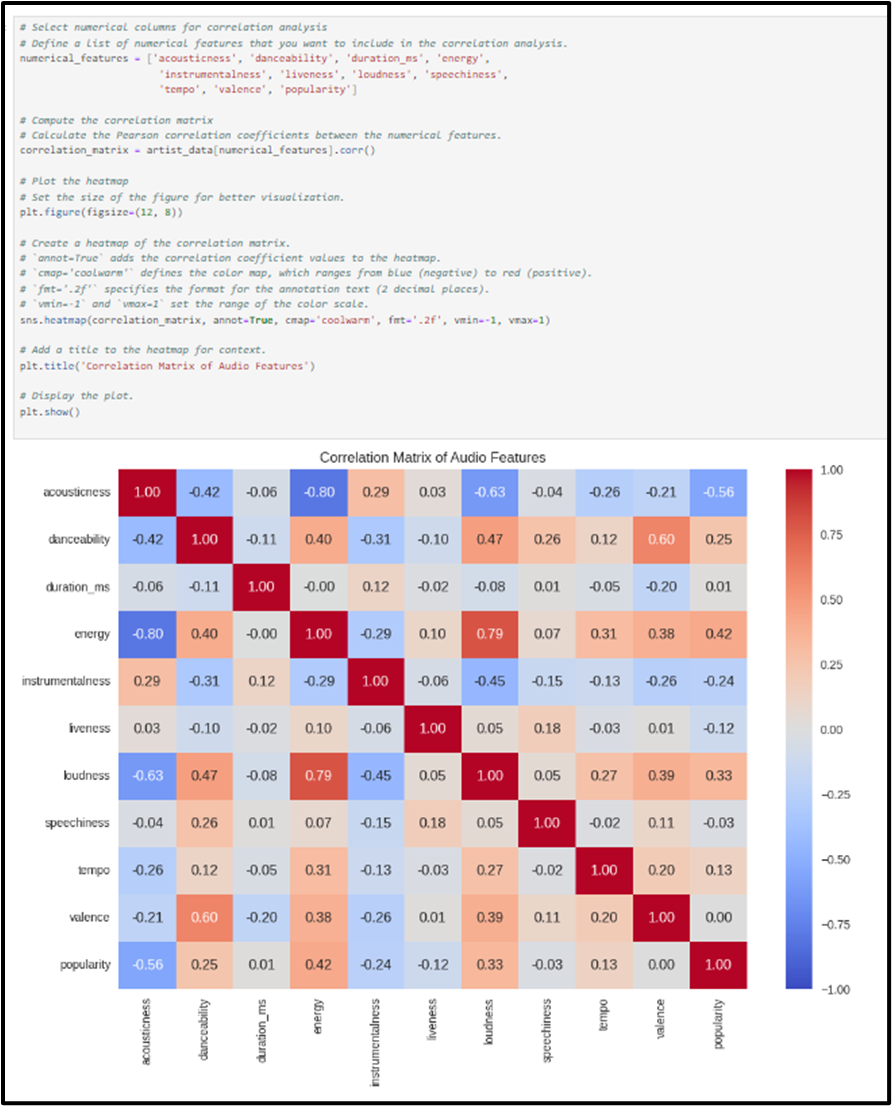 # Select numerical columns for correlation analysis
# Define a list of numerical features that you want to include in the correlation analysis.
numerical_features = ['acousticness', 'danceability', 'duration_ms', 'energy',
'instrumentalness', 'liveness', 'loudness', 'speechiness',
'tempo', 'valence', 'popularity']
# Compute the correlation matrix
# Calculate the Pearson correlation coefficients between the numerical features.
correlation_matrix = artist_data[numerical_features].corr()
# Plot the heatmap
# Set the size of the figure for better visualization.
plt.figure(figsize=(12, 8))
# Create a heatmap of the correlation matrix.
# `annot=True` adds the correlation coefficient values to the heatmap.
# `cmap='coolwarm'` defines the color map, which ranges from blue (negative) to red (positive).
# `fmt='.2f'` specifies the format for the annotation text (2 decimal places).
# `vmin=-1` and `vmax=1` set the range of the color scale.
sns.heatmap(correlation_matrix, annot=True, cmap='coolwarm', fmt='.2f', vmin=-1, vmax=1)
# Add a title to the heatmap for context.
plt.title('Correlation Matrix of Audio Features')
# Display the plot.
plt.show()
Correlation Matrix of Audio Features
acousticness 1.00 -0.42 -0.06 -0.80 0.29 0.03 -0.63 -0.04 -0.26 -0.21 -0.56
danceability -0.42 1.00 -0.11 0.40 -0.31 -0.10 0.47 0.26 0.12 0.60 0.25
duration_ms -0.06 -0.11 1.00 -0.00 0.12 -0.02 -0.08 0.01 -0.05 -0.20 0.01
energy -0.80 0.40 -0.00 1.00 -0.29 0.10 0.79 0.07 0.31 0.38 0.42
instrumentalness 0.29 -0.31 0.12 -0.29 1.00 -0.06 -0.45 -0.15 -0.13 -0.26 -0.24
liveness 0.03 -0.10 -0.02 0.10 -0.06 1.00 0.05 0.18 -0.03 0.01 -0.12
loudness -0.63 0.47 -0.08 0.79 -0.45 0.05 1.00 0.05 0.27 0.39 0.33
speechiness -0.04 0.26 0.01 0.07 -0.15 0.18 0.05 1.00 -0.02 0.11 -0.03
tempo -0.26 0.12 -0.05 0.31 -0.13 -0.03 0.27 -0.02 1.00 0.20 0.13
valence -0.21 0.60 -0.20 0.38 -0.26 0.01 0.39 0.11 0.20 1.00 0.00
popularity -0.56 0.25 0.01 0.42 -0.24 -0.12 0.33 -0.03 0.13 0.00 1.00
acousticness
danceability
duration_ms
energy
instrumentalness
liveness
loudness
speechiness
tempo
valence
popularity
1.00
0.75
0.50
0.25
0.00
−0.25
−0.50
−0.75
−1.00